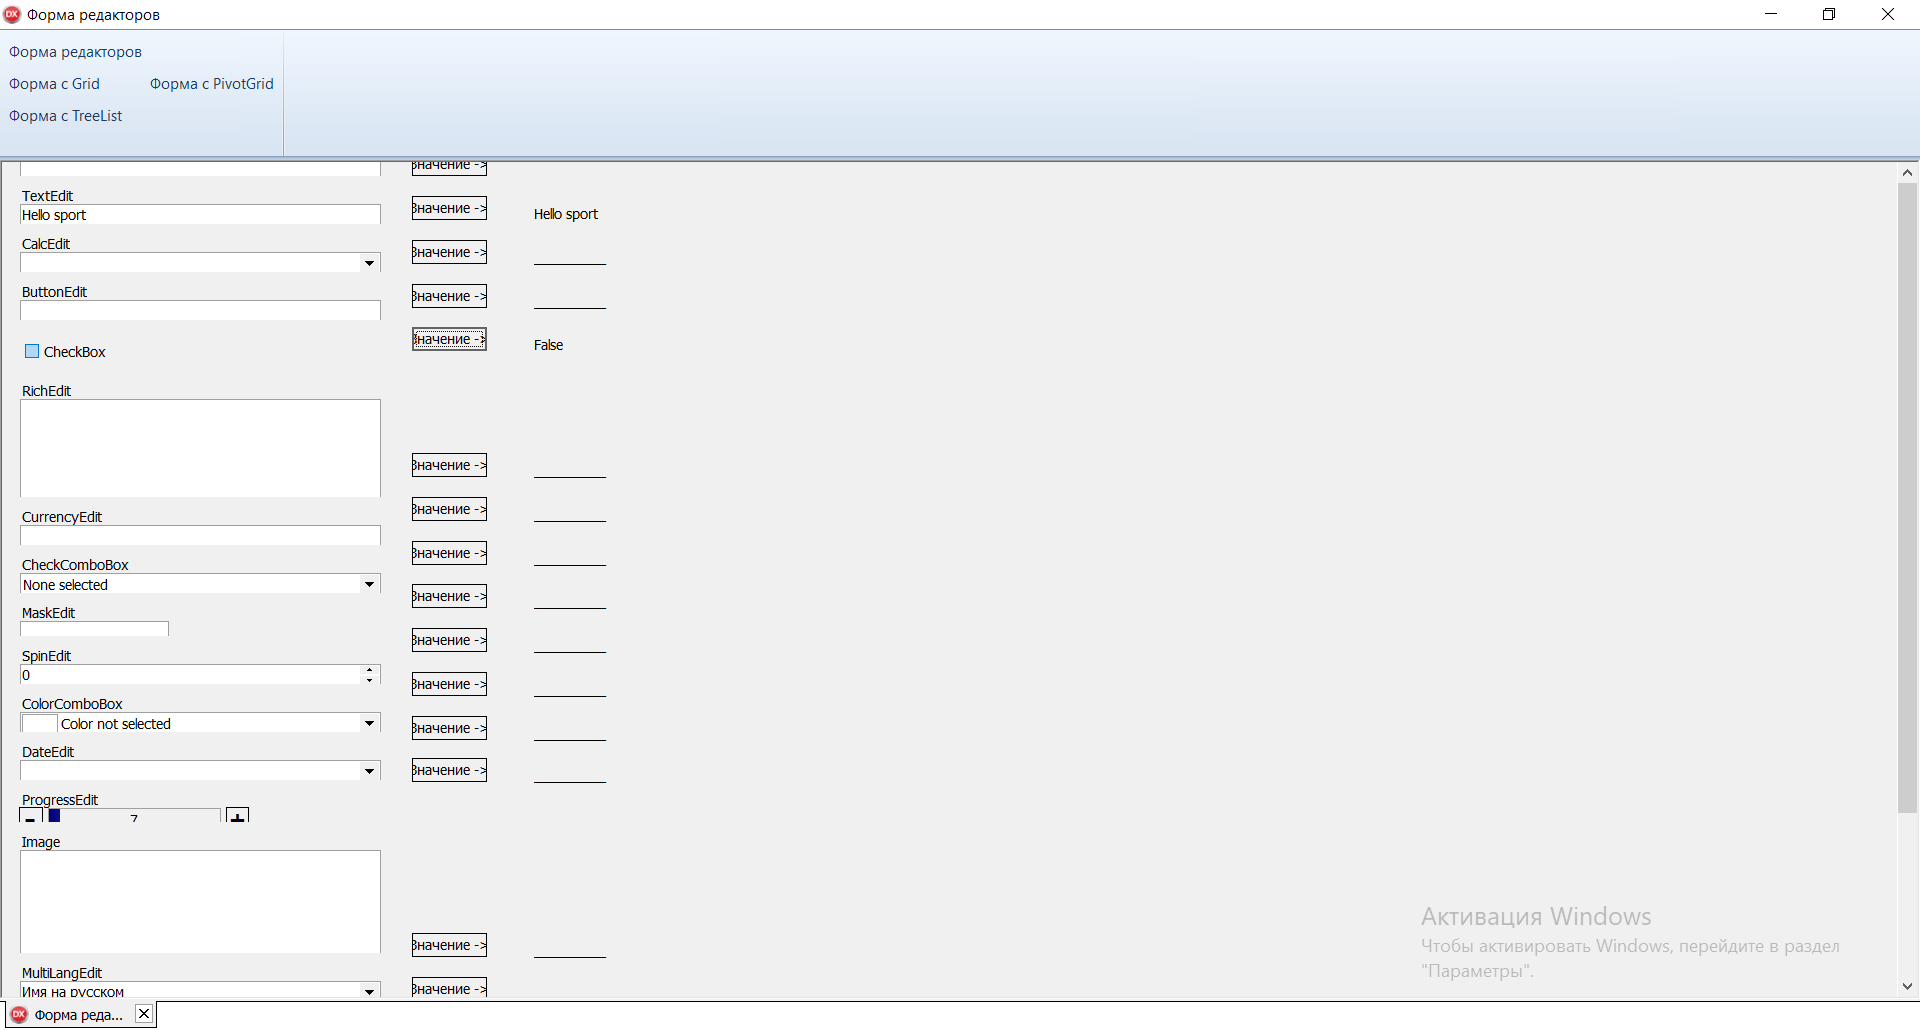 Форма редакторов
Форма редакторов
Форма с Grid Форма с PivotGrid
Форма с TreeList
Значение ->
TextEdit
Hello sport Значение -> Hello sport
CalcEdit
Значение ->
ButtonEdit
Значение ->
CheckBox Значение -> False
RichEdit
Значение ->
CurrencyEdit
Значение ->
CheckComboBox
None selected Значение ->
MaskEdit
Значение ->
SpinEdit
0 Значение ->
ColorComboBox
Color not selected Значение ->
DateEdit
Значение ->
Значение ->
ProgressEdit
- 7 +
Image
Значение ->
MultiLangEdit
Имя на русском Значение ->
Активация Windows
Чтобы активировать Windows, перейдите в раздел
"Параметры".
Форма реда...